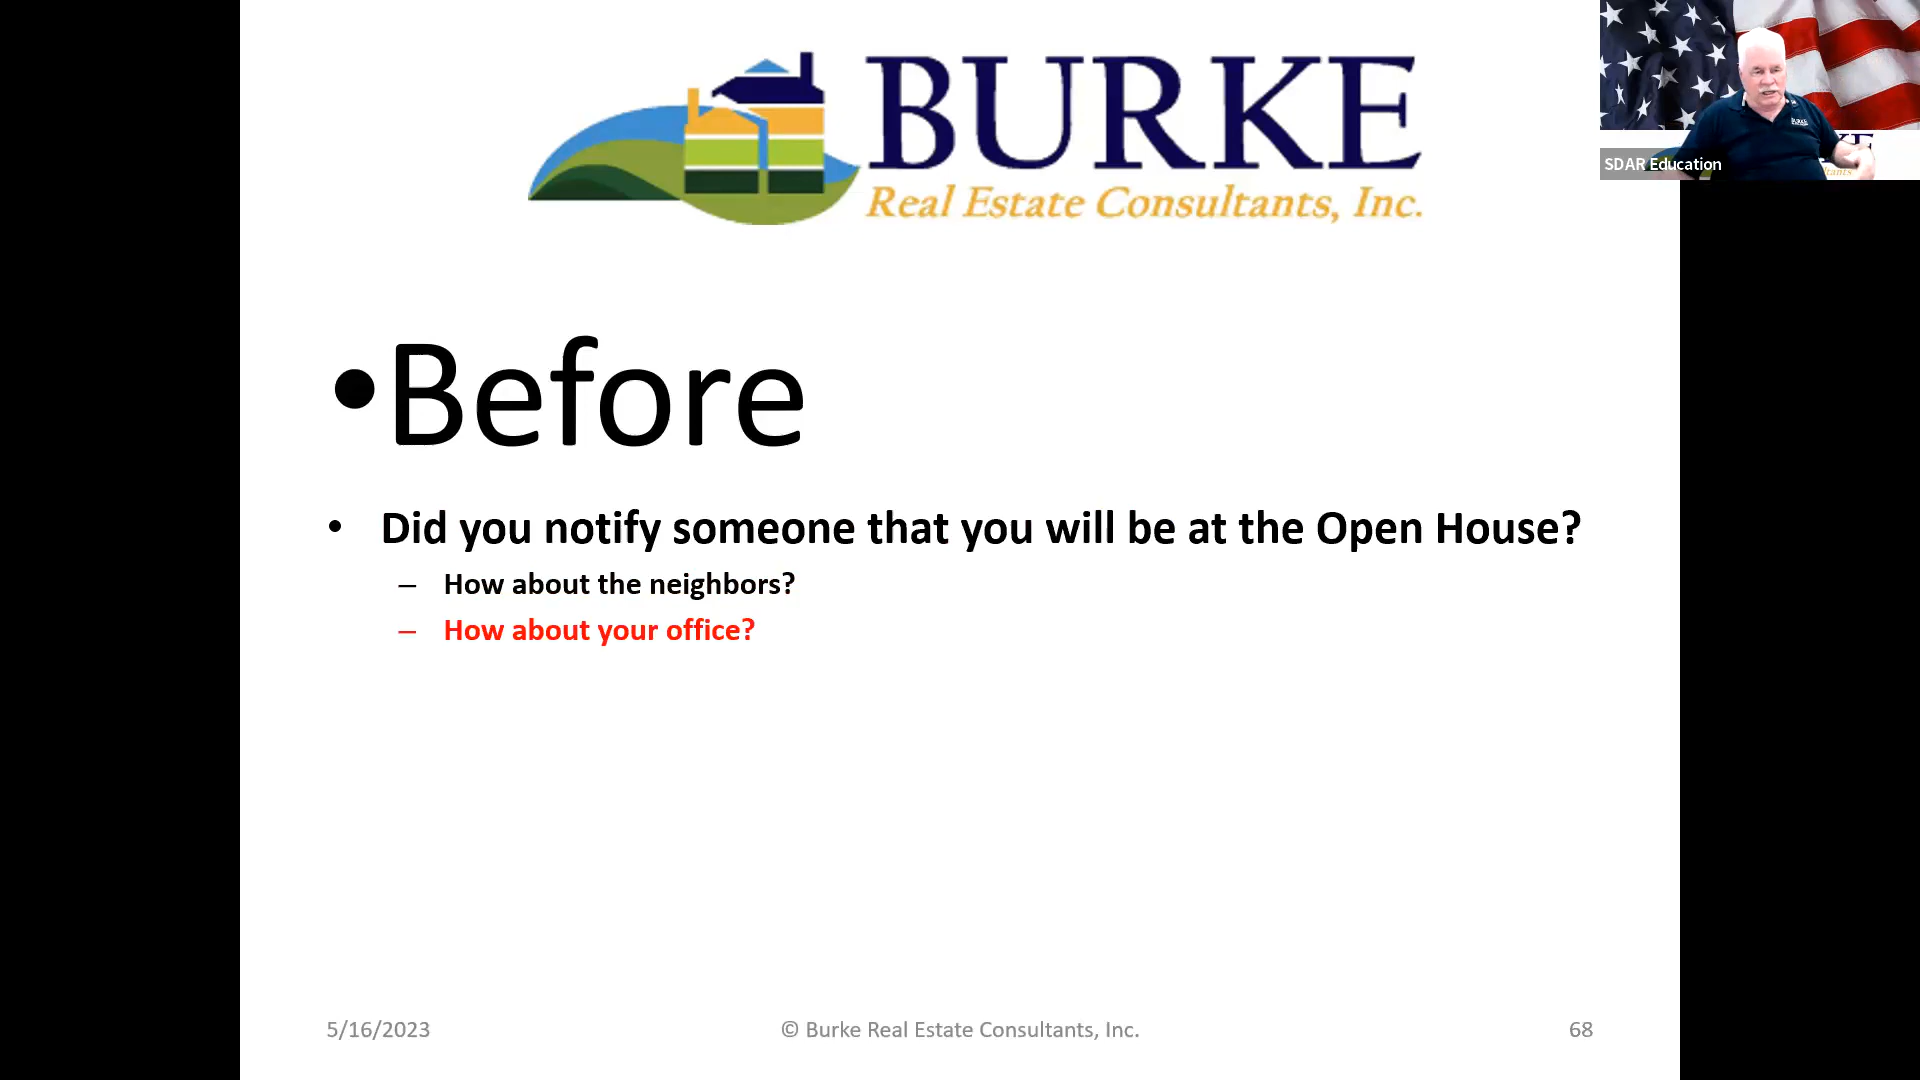 BURKE
Real Estate Consultants, Inc.
BURKE
SDAR Education
•Before
• Did you notify someone that you will be at the Open House?
– How about the neighbors?
– How about your office?
5/16/2023
© Burke Real Estate Consultants, Inc.
68